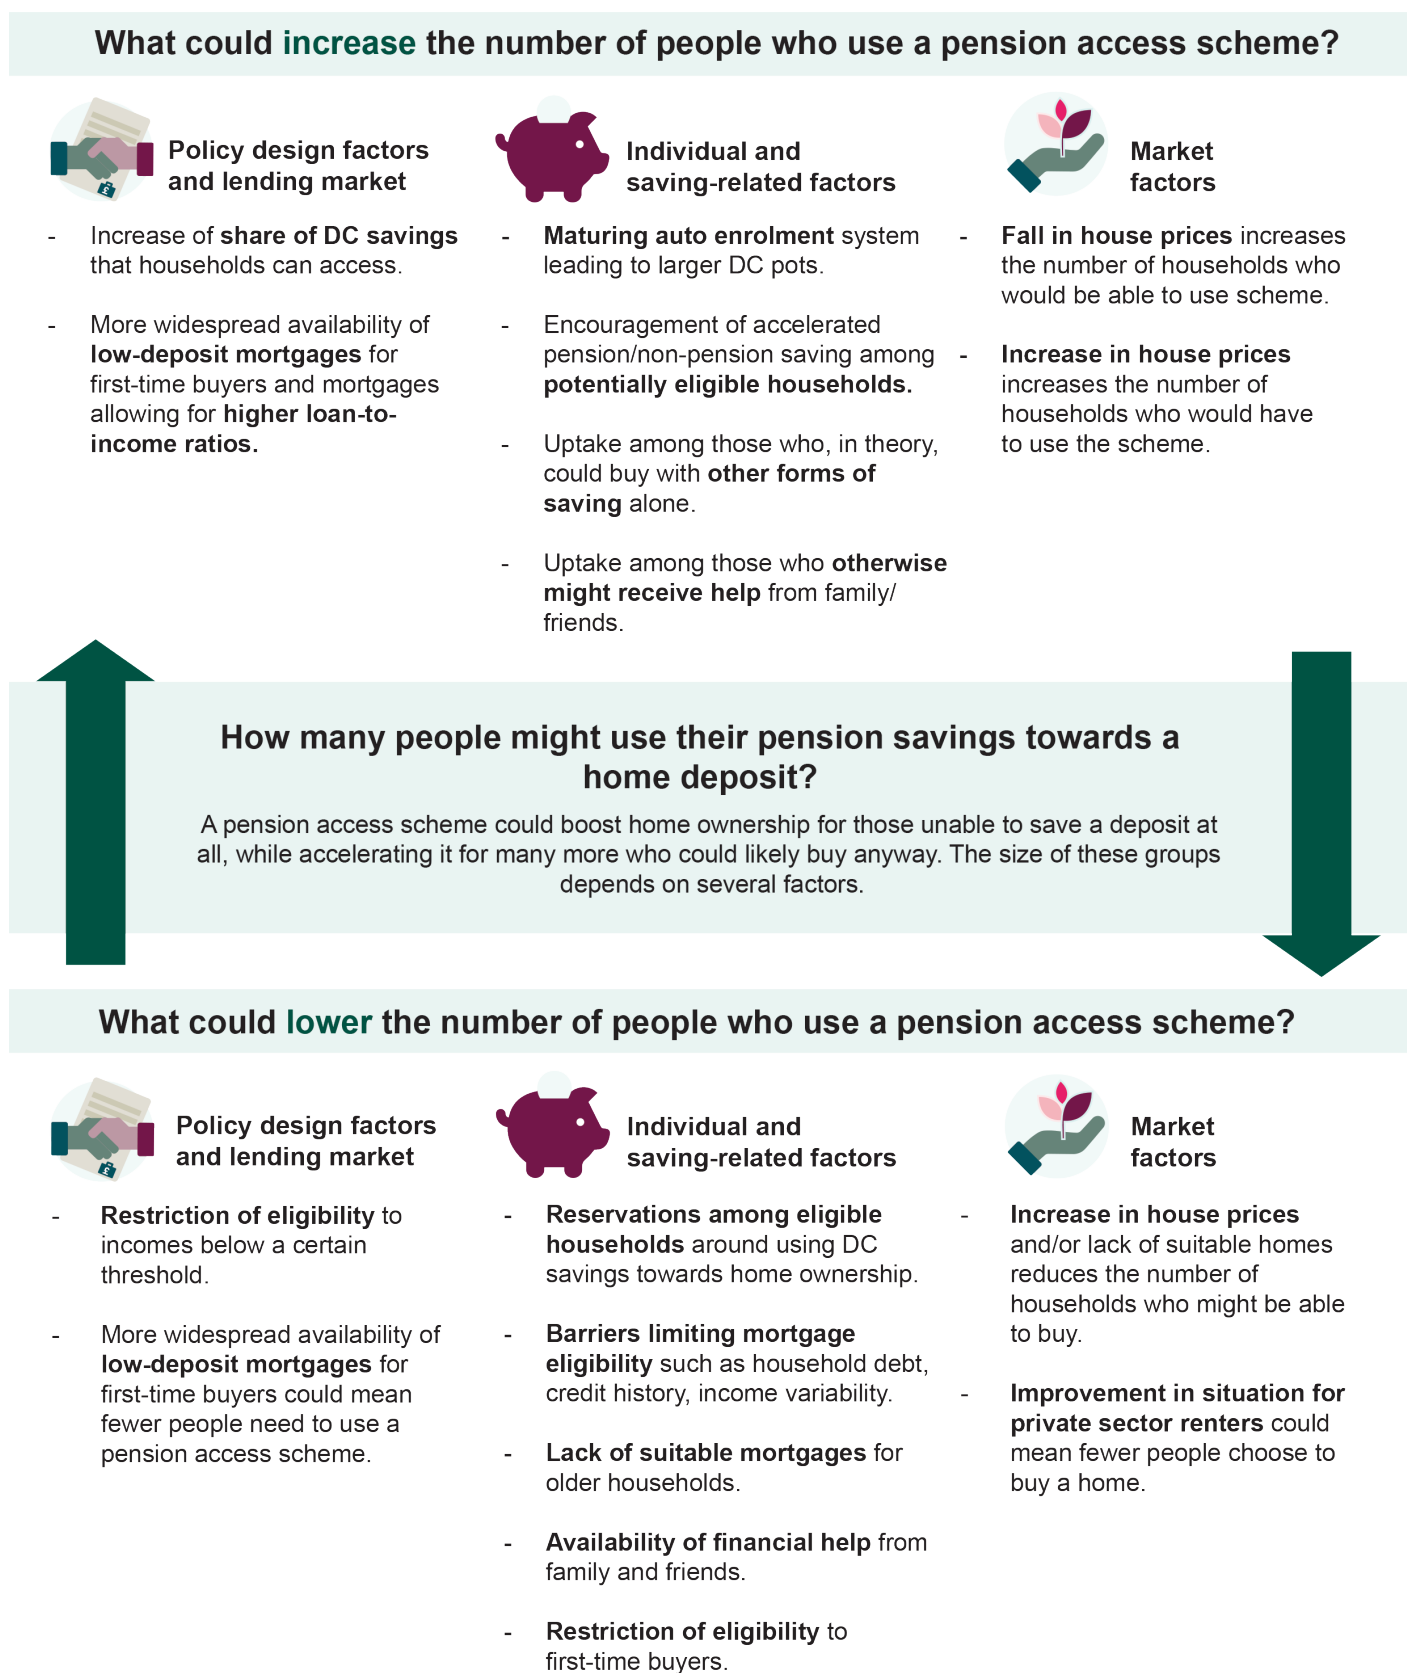 What could increase the number of people who use a pension access scheme?
Policy design factors
and lending market
- Increase of share of DC savings
that households can access.
- More widespread availability of
low-deposit mortgages for
first-time buyers and mortgages
allowing for higher loan-to-
income ratios.
Individual and
saving-related factors
- Maturing auto enrolment system
leading to larger DC pots.
- Encouragement of accelerated
pension/non-pension saving among
potentially eligible households.
- Uptake among those who, in theory,
could buy with other forms of
saving alone.
- Uptake among those who otherwise
might receive help from family/
friends.
Market
factors
- Fall in house prices increases
the number of households who
would be able to use scheme.
- Increase in house prices
increases the number of
households who would have
to use the scheme.
How many people might use their pension savings towards a
home deposit?
A pension access scheme could boost home ownership for those unable to save a deposit at
all, while accelerating it for many more who could likely buy anyway. The size of these groups
depends on several factors.
What could lower the number of people who use a pension access scheme?
Policy design factors
and lending market
- Restriction of eligibility to
incomes below a certain
threshold.
- More widespread availability of
low-deposit mortgages for
first-time buyers could mean
fewer people need to use a
pension access scheme.
Individual and
saving-related factors
- Reservations among eligible
households around using DC
savings towards home ownership.
- Barriers limiting mortgage
eligibility such as household debt,
credit history, income variability.
- Lack of suitable mortgages for
older households.
- Availability of financial help from
family and friends.
- Restriction of eligibility to
first-time buyers.
Market
factors
- Increase in house prices
and/or lack of suitable homes
reduces the number of
households who might be able
to buy.
- Improvement in situation for
private sector renters could
mean fewer people choose to
buy a home.